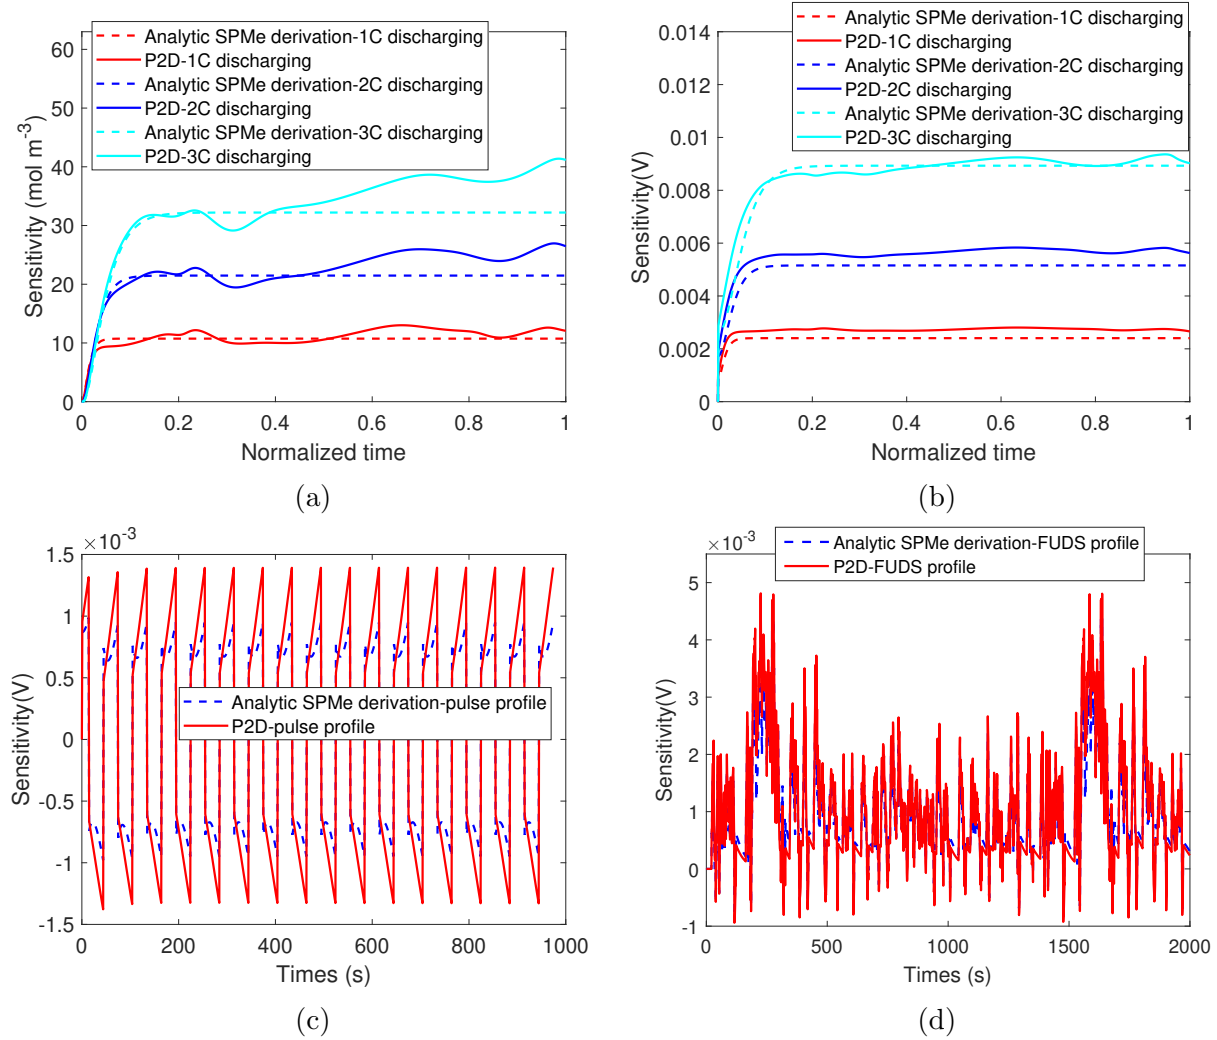 Analytic SPMe derivation-1C discharging
P2D-1C discharging
Analytic SPMe derivation-2C discharging
P2D-2C discharging
Analytic SPMe derivation-3C discharging
P2D-3C discharging
Sensitivity (mol m-3)
60
50
40
30
20
10
0
0 0.2 0.4 0.6 0.8 1
Normalized time
(a)
Analytic SPMe derivation-1C discharging
P2D-1C discharging
Analytic SPMe derivation-2C discharging
P2D-2C discharging
Analytic SPMe derivation-3C discharging
P2D-3C discharging
Sensitivity(V)
0.014
0.012
0.01
0.008
0.006
0.004
0.002
0
0 0.2 0.4 0.6 0.8 1
Normalized time
(b)
×10-3
Sensitivity(V)
1.5
1
0.5
0
-0.5
-1
-1.5
Analytic SPMe derivation-pulse profile
P2D-pulse profile
0 200 400 600 800 1000
Times (s)
(c)
×10-3
Analytic SPMe derivation-FUDS profile
P2D-FUDS profile
Sensitivity(V)
5
4
3
2
1
0
-1
0 500 1000 1500 2000
Times (s)
(d)